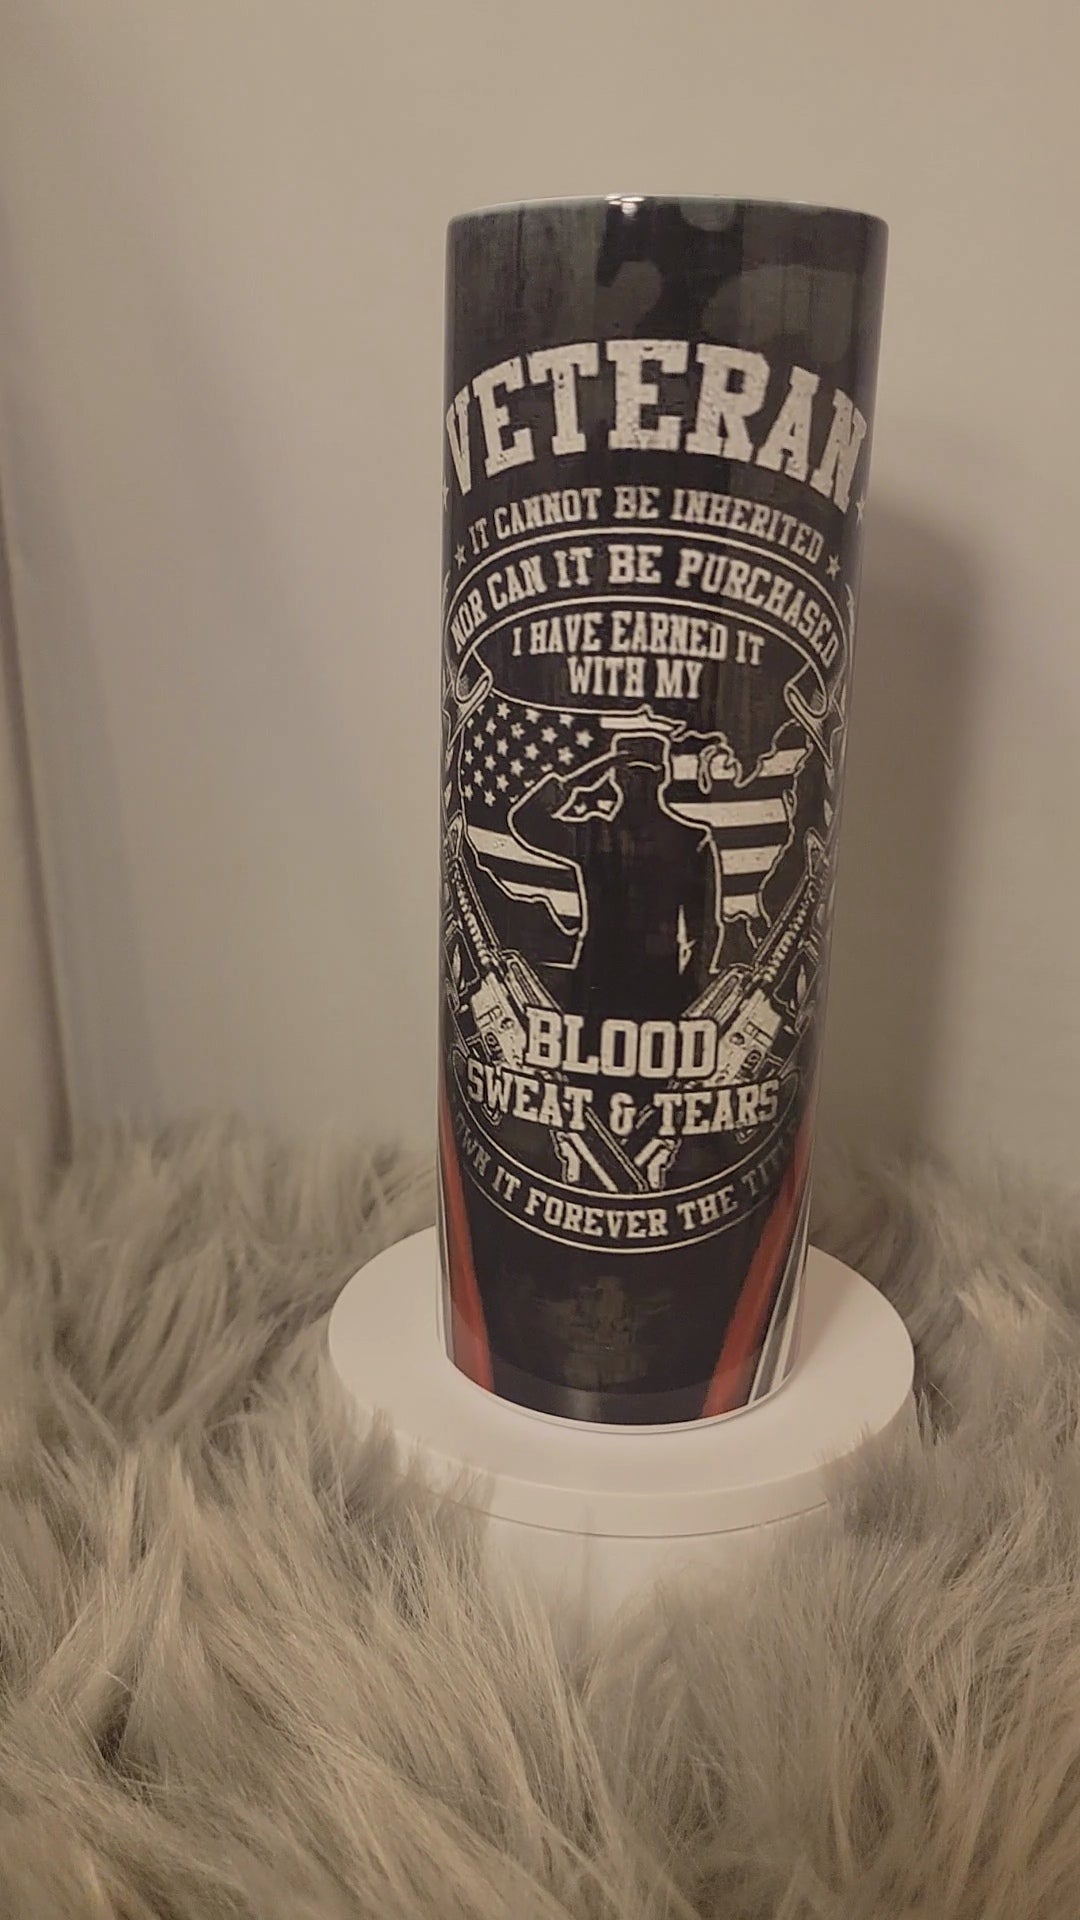 VETERAN
IT CANNOT BE INHERITED
NOR CAN IT BE PURCHASED
I HAVE EARNED IT
WITH MY
BLOOD
SWEAT & TEARS
IT FOREVER THE